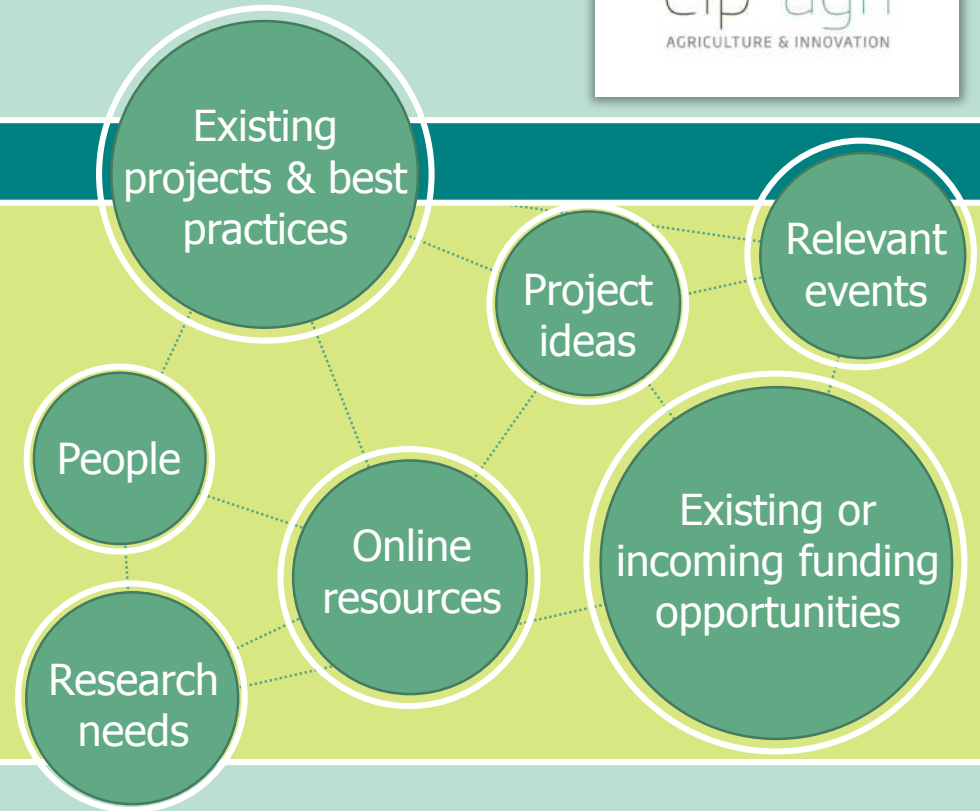 AGRICULTURE & INNOVATION
Existing
projects & best
practices
Relevant
events
Project
ideas
People
Online
resources
Existing or
incoming funding
opportunities
Research
needs